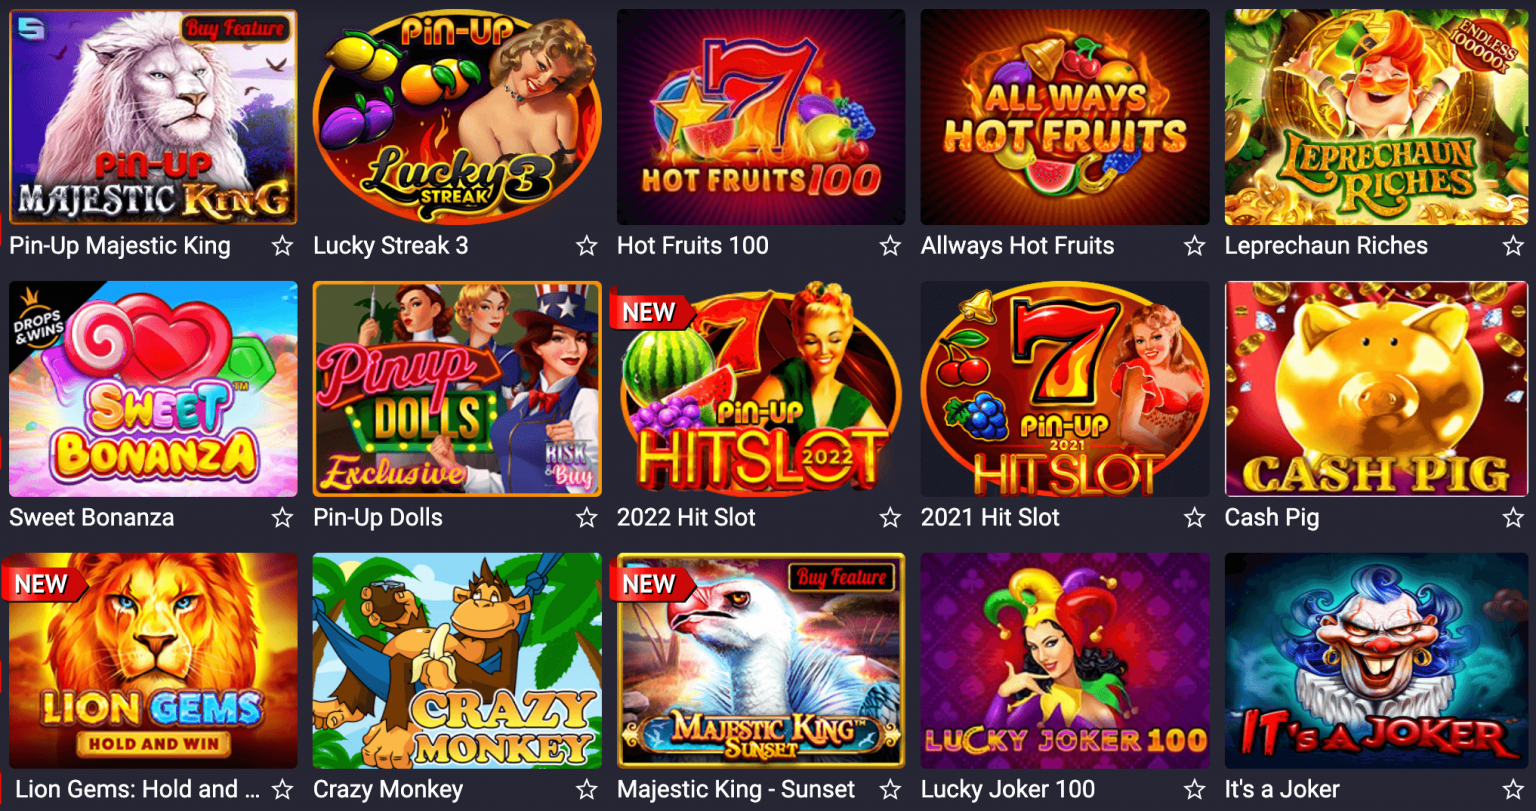 Buy Feature
PiN-UP
MAJESTIC KING
Pin-Up Majestic King
PiN-UP
Lucky 3
STREAK
Lucky Streak 3
7
HOT FRUITS 100
Hot Fruits 100
ALL WAYS
HOT FRUITS
Allways Hot Fruits
ENDLESS
100000x
LEPRECHAUN
RICHES
Leprechaun Riches
DROPS
&WINS
SWEET™
BONANZA
Sweet Bonanza
Pinup
DOLLS
Exclusive
RISK
&Buy
Pin-Up Dolls
NEW
7
PiN-UP
HITSLOT
2022
2022 Hit Slot
7
PiN-UP
2021
HITSLOT
2021 Hit Slot
CASH PIG
Cash Pig
NEW
LION GEMS
HOLD AND WIN
Lion Gems: Hold and ...
CRAZY
MONKEY
Crazy Monkey
NEW
Buy Feature
MAJESTIC KING™
SUNSET
Majestic King - Sunset
LUCKY JOKER 100
Lucky Joker 100
IT's A JOKER
It's a Joker